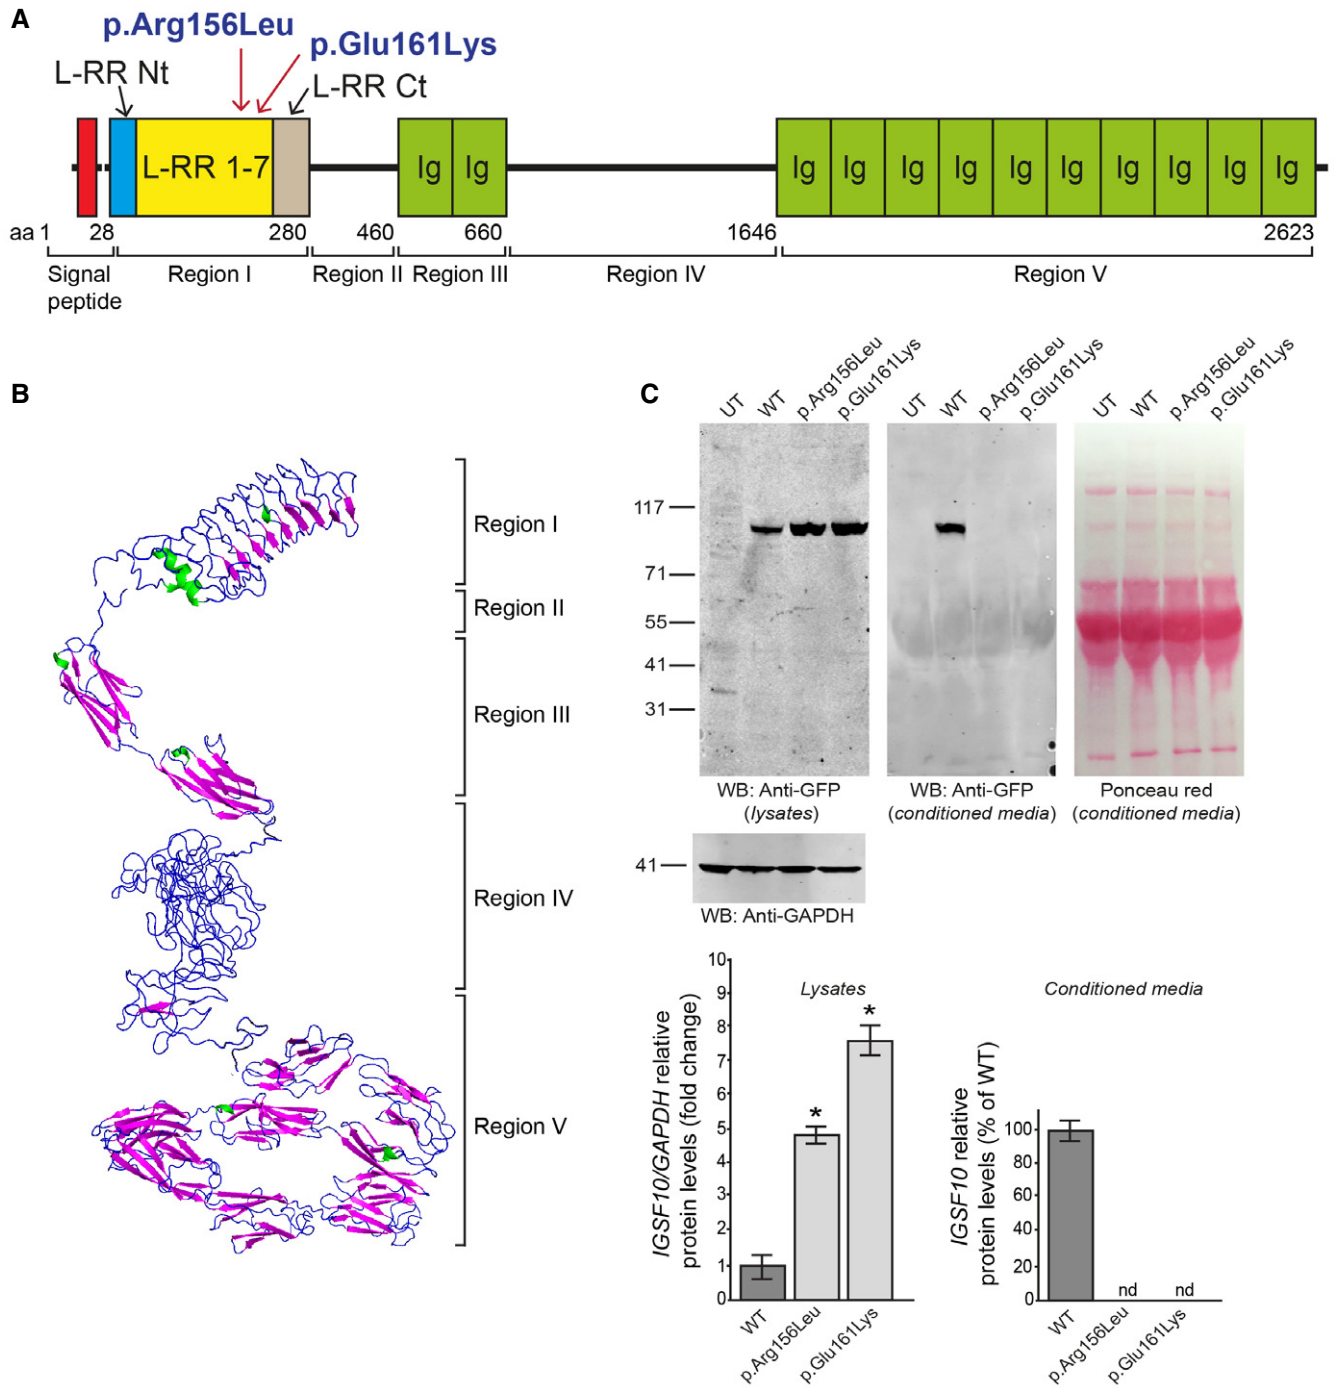 A
p.Arg156Leu
p.Glu161Lys
L-RR Nt
L-RR Ct
L-RR 1-7
Ig Ig
Ig Ig Ig Ig Ig Ig Ig Ig Ig Ig
aa 1 28 280 460 660 1646 2623
Signal peptide
Region I
Region II
Region III
Region IV
Region V
B
Region I
Region II
Region III
Region IV
Region V
C
UT WT p.Arg156Leu p.Glu161Lys
UT WT p.Arg156Leu p.Glu161Lys
UT WT p.Arg156Leu p.Glu161Lys
117
71
55
41
31
WB: Anti-GFP
(lysates)
WB: Anti-GFP
(conditioned media)
Ponceau red
(conditioned media)
41
WB: Anti-GAPDH
IGSF10/GAPDH relative
protein levels (fold change)
10
9
8
7
6
5
4
3
2
1
0
Lysates
*
*
WT p.Arg156Leu p.Glu161Lys
Conditioned media
IGSF10 relative
protein levels (% of WT)
100
80
60
40
20
0
nd nd
WT p.Arg156Leu p.Glu161Lys